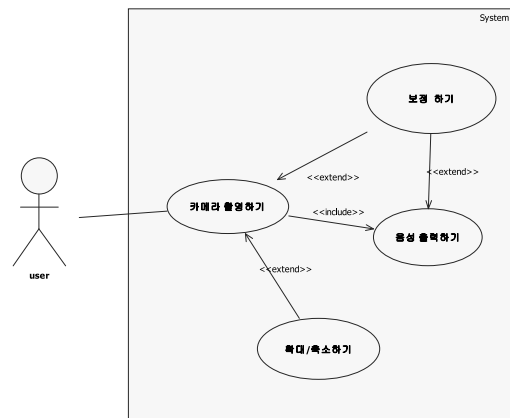 System
보정 하기
<<extend>>
<<extend>>
카메라 촬영하기
<<include>>
음성 출력하기
<<extend>>
user
확대/축소하기